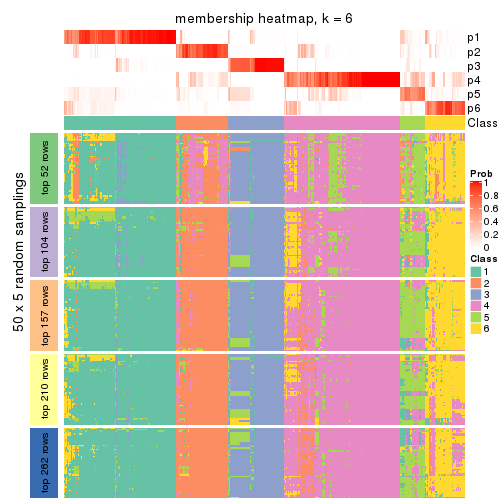 membership heatmap, k = 6
p1
p2
p3
p4
p5
p6
Class
50 x 5 random samplings
top 52 rows
top 104 rows
top 157 rows
top 210 rows
top 262 rows
Prob
1
0.8
0.6
0.4
0.2
0
Class
1
2
3
4
5
6